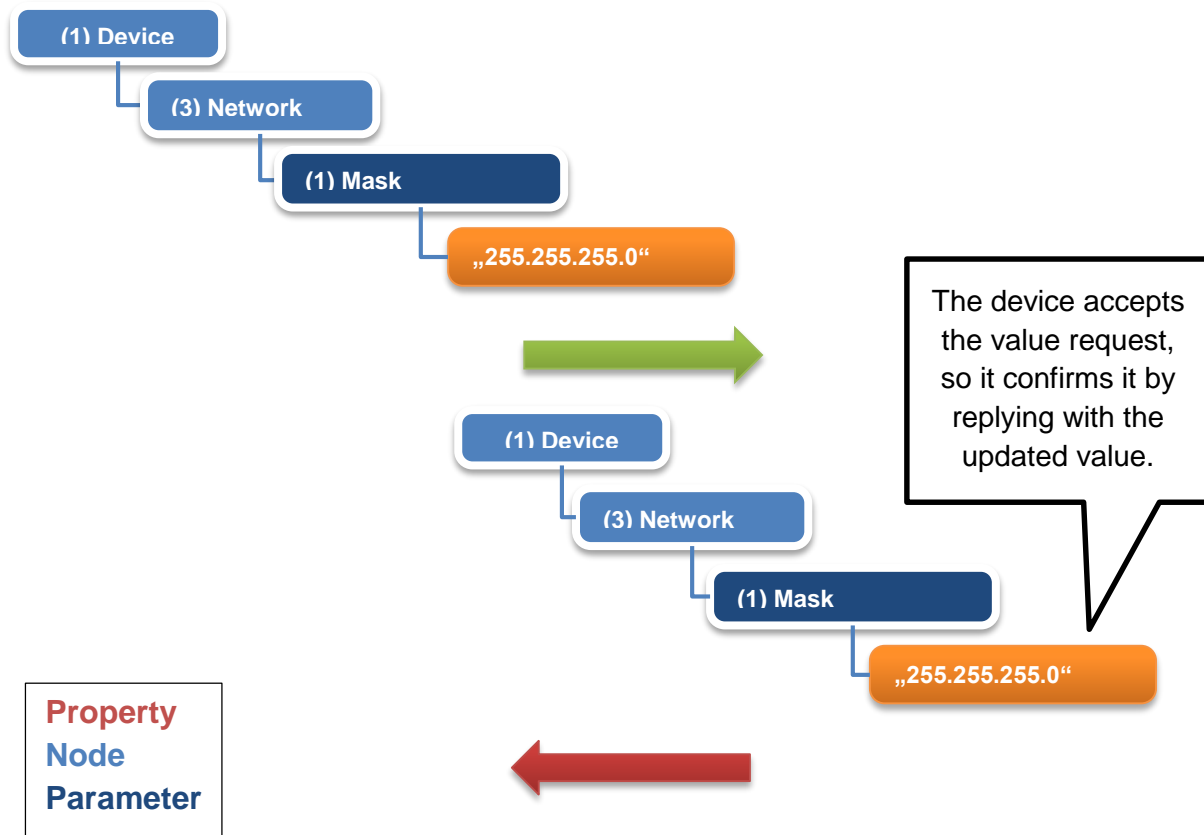 (1) Device
(3) Network
(1) Mask
„255.255.255.0“
The device accepts
the value request,
so it confirms it by
replying with the
updated value.
(1) Device
(3) Network
(1) Mask
„255.255.255.0“
Property
Node
Parameter